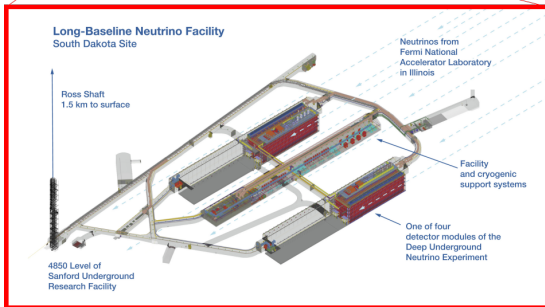 Long-Baseline Neutrino Facility
South Dakota Site
Neutrinos from
Fermi National
Accelerator Laboratory
in Illinois
Ross Shaft
1.5 km to surface
Facility
and cryogenic
support systems
One of four
detector modules of the
Deep Underground
Neutrino Experiment
4850 Level of
Sanford Underground
Research Facility